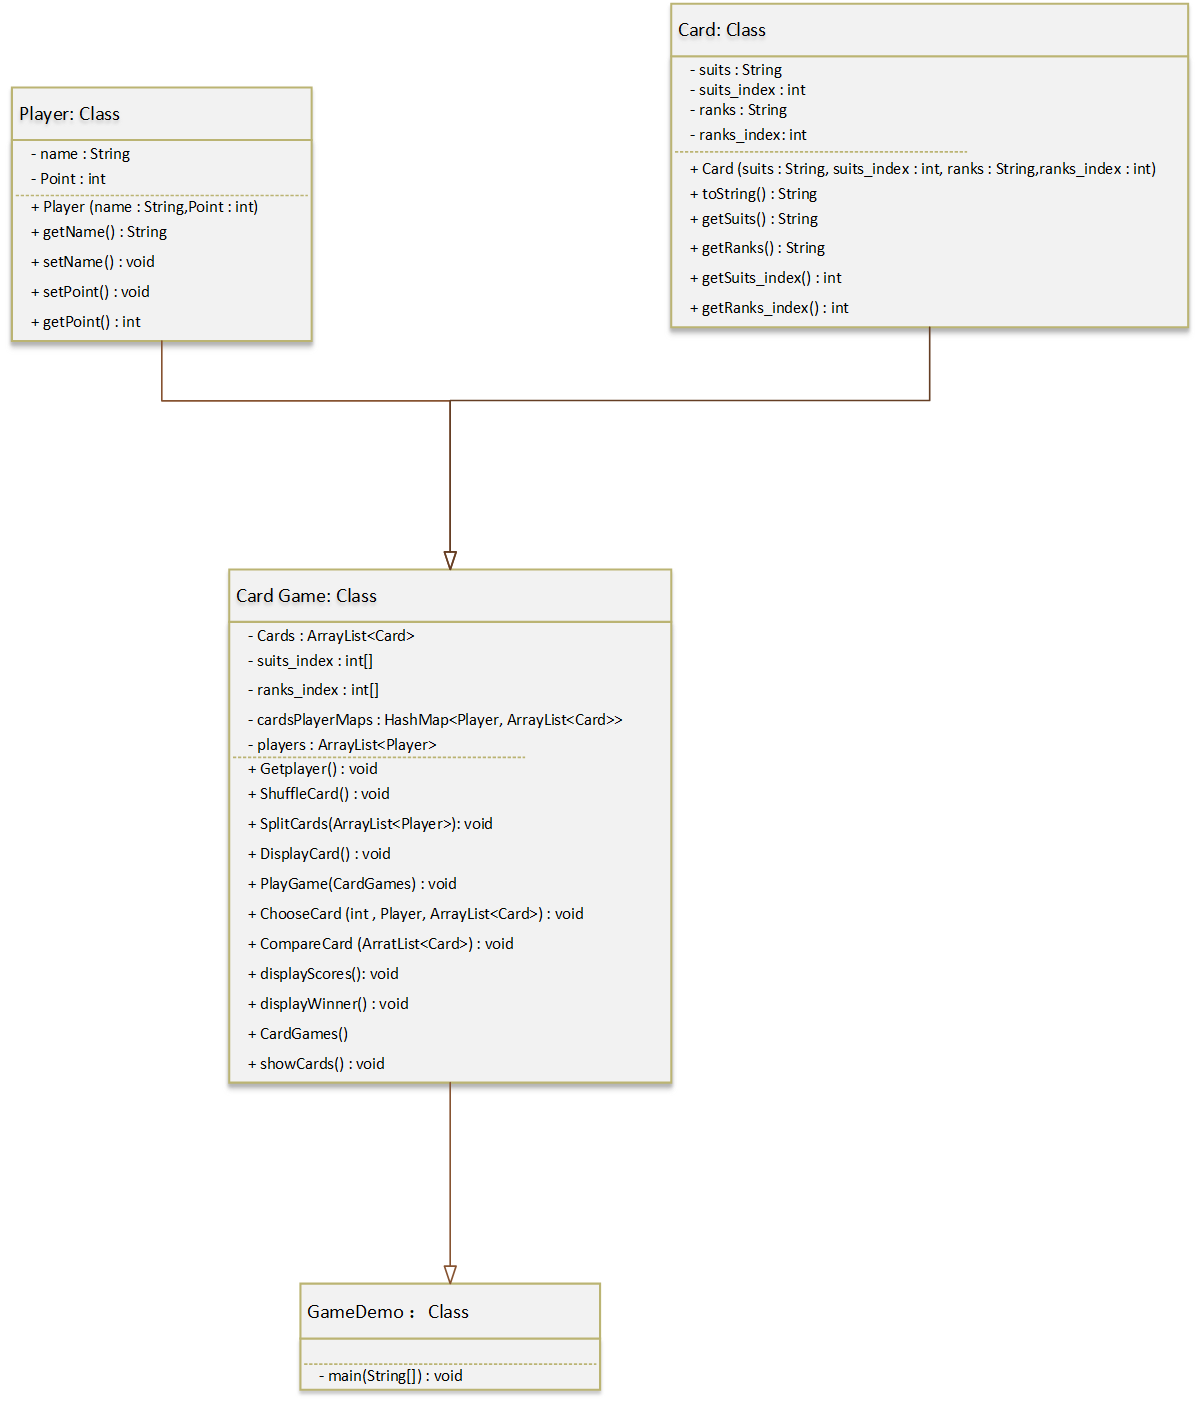 Card: Class
- suits : String
- suits_index : int
- ranks : String
- ranks_index: int
+ Card (suits : String, suits_index : int, ranks : String,ranks_index : int)
+ toString() : String
+ getSuits() : String
+ getRanks() : String
+ getSuits_index() : int
+ getRanks_index() : int
Player: Class
- name : String
- Point : int
+ Player (name : String,Point : int)
+ getName() : String
+ setName() : void
+ setPoint() : void
+ getPoint() : int
Card Game: Class
- Cards : ArrayList<Card>
- suits_index : int[]
- ranks_index : int[]
- cardsPlayerMaps : HashMap<Player, ArrayList<Card>>
- players : ArrayList<Player>
+ Getplayer() : void
+ ShuffleCard() : void
+ SplitCards(ArrayList<Player>): void
+ DisplayCard() : void
+ PlayGame(CardGames) : void
+ ChooseCard (int , Player, ArrayList<Card>) : void
+ CompareCard (ArratList<Card>) : void
+ displayScores(): void
+ displayWinner() : void
+ CardGames()
+ showCards() : void
GameDemo： Class
- main(String[]) : void